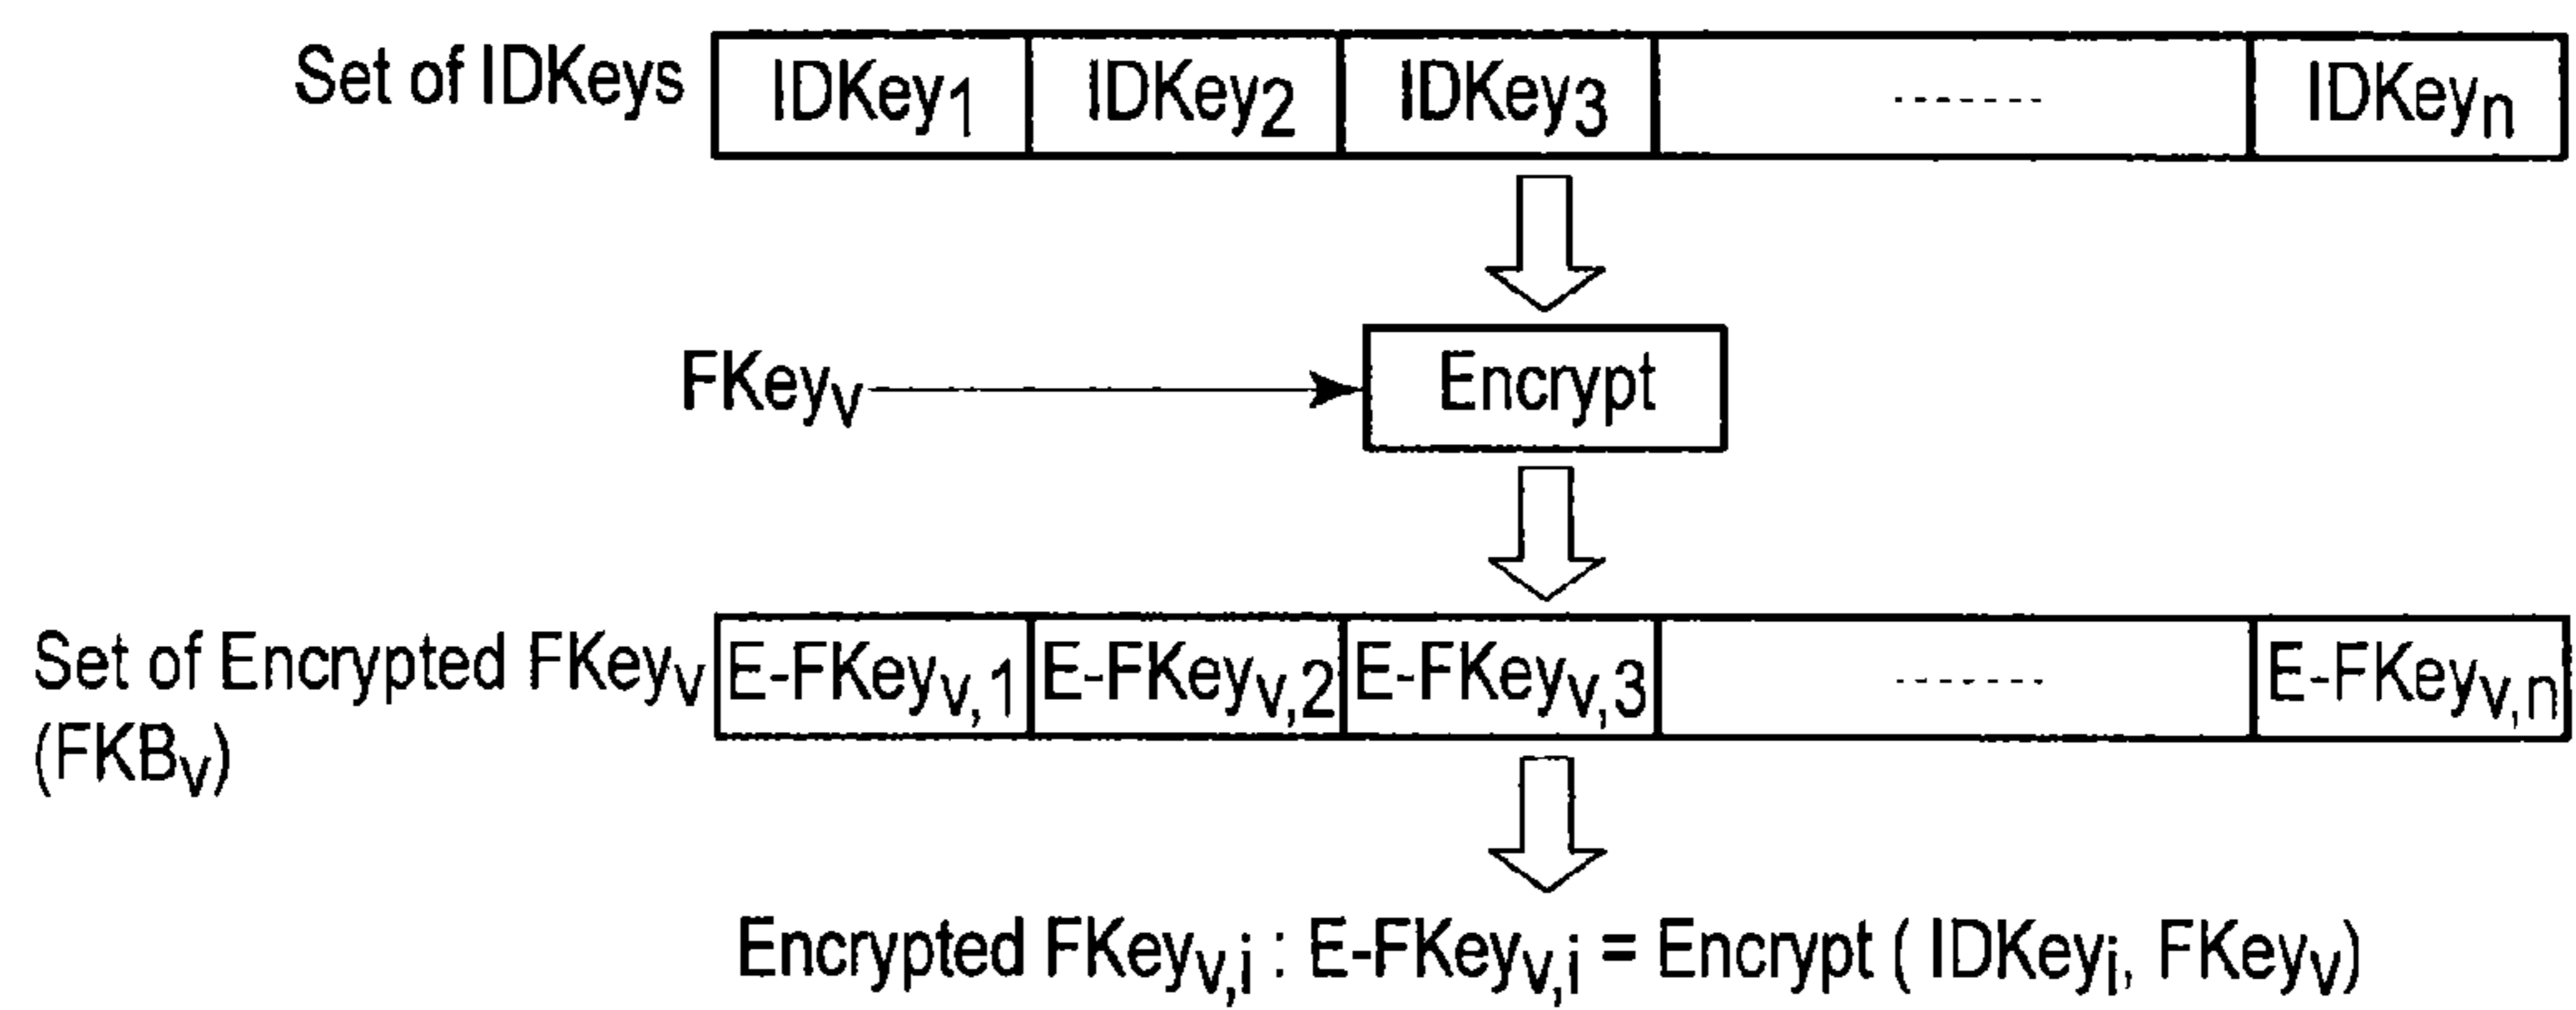 Set of IDKeys IDKey1 IDKey2 IDKey3 ------- IDKeyn
FKeyv Encrypt
Set of Encrypted FKeyv E-FKeyv,1 E-FKeyv,2 E-FKeyv,3 ------- E-FKeyv,n
(FKBv)
Encrypted FKeyv,i : E-FKeyv,i = Encrypt ( IDKeyi, FKeyv)